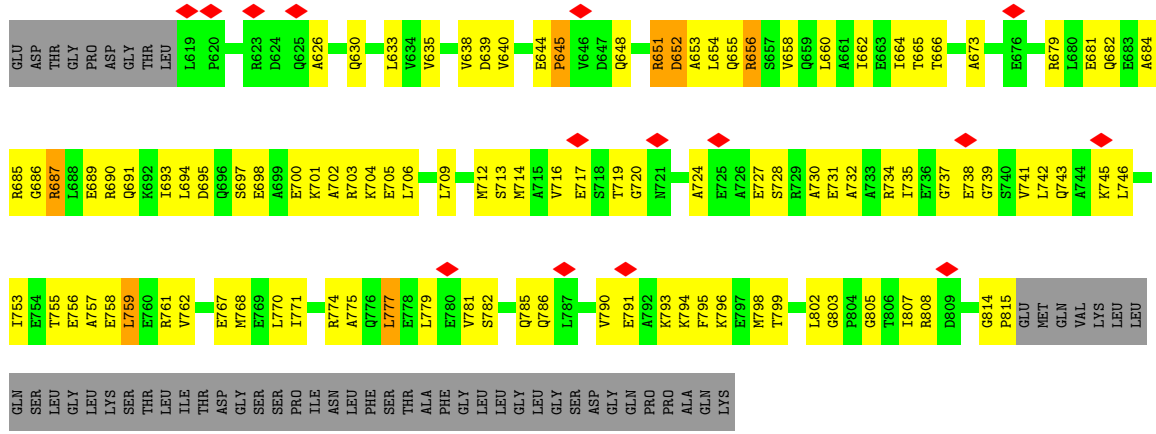 GLU ASP THR GLY PRO ASP GLY THR LEU L619 P620 R623 D624 Q625 A626 Q630 L633 V634 V635 V638 D639 V640 E644 P645 V646 D647 Q648 R651 D652 A653 L654 Q655 R656 S657 V658 Q659 L660 A661 I662 E663 I664 T665 T666 A673 E676 R679 L680 E681 Q682 E683 A684
R685 G686 R687 L688 E689 R690 Q691 K692 I693 L694 D695 Q696 S697 E698 A699 E700 K701 A702 R703 K704 E705 L706 L709 M712 S713 M714 A715 V716 E717 S718 T719 G720 N721 A724 E725 A726 E727 S728 R729 A730 E731 A732 A733 R734 I735 E736 G737 E738 G739 S740 V741 L742 Q743 A744 K745 L746
I753 E754 T755 E756 A757 E758 L759 E760 R761 V762 E767 M768 E769 L770 I771 R774 A775 Q776 L777 E778 L779 E780 V781 S782 Q785 Q786 L787 V790 E791 A792 K793 K794 F795 K796 E797 M798 T799 L802 G803 P804 G805 T806 I807 R808 D809 G814 P815 GLU MET GLN VAL LYS LEU LEU
GLN SER LEU GLY LEU LYS SER THR LEU ILE THR ASP GLY SER SER PRO ILE ASN LEU PHE SER THR ALA PHE GLY LEU LEU GLY LEU GLY SER ASP GLY GLN PRO PRO ALA GLN LYS